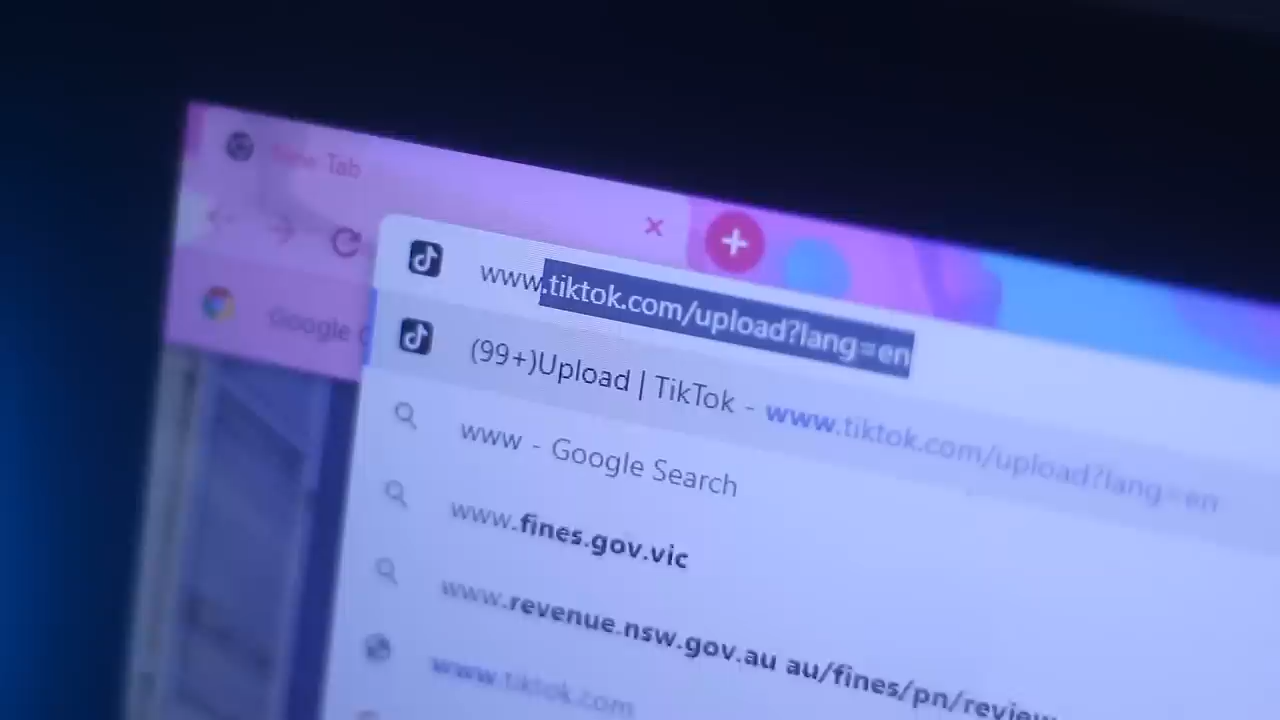 New Tab
www.tiktok.com/upload?lang=en
Google
(99+)Upload | TikTok - www.tiktok.com/upload?lang=en
www - Google Search
www.fines.gov.vic
www.revenue.nsw.gov.au au/fines/pn/review
www.tiktok.com